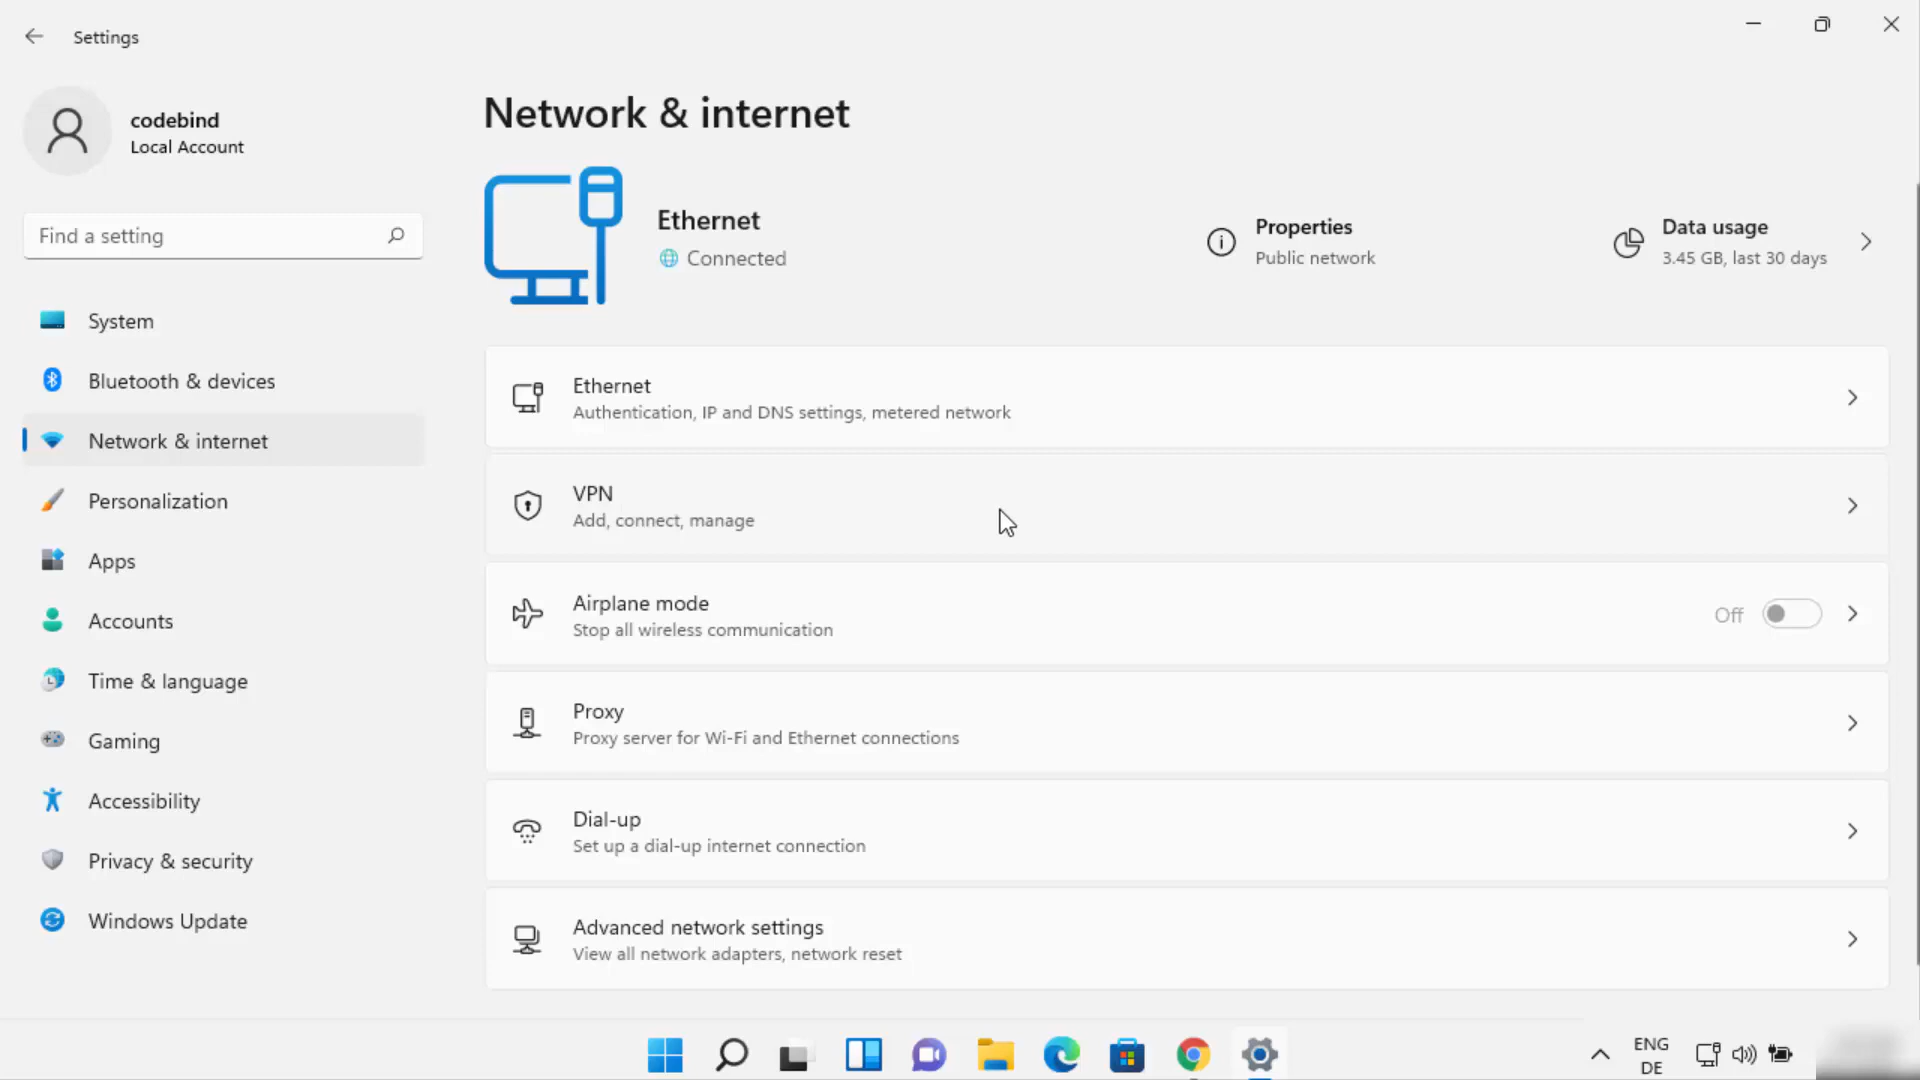 Settings
codebind
Local Account
Find a setting
System
Bluetooth & devices
Network & internet
Personalization
Apps
Accounts
Time & language
Gaming
Accessibility
Privacy & security
Windows Update
Network & internet
Ethernet
Connected
Properties
Public network
Data usage
3.45 GB, last 30 days
Ethernet
Authentication, IP and DNS settings, metered network
VPN
Add, connect, manage
Airplane mode
Stop all wireless communication
Off
Proxy
Proxy server for Wi-Fi and Ethernet connections
Dial-up
Set up a dial-up internet connection
Advanced network settings
View all network adapters, network reset
ENG
DE